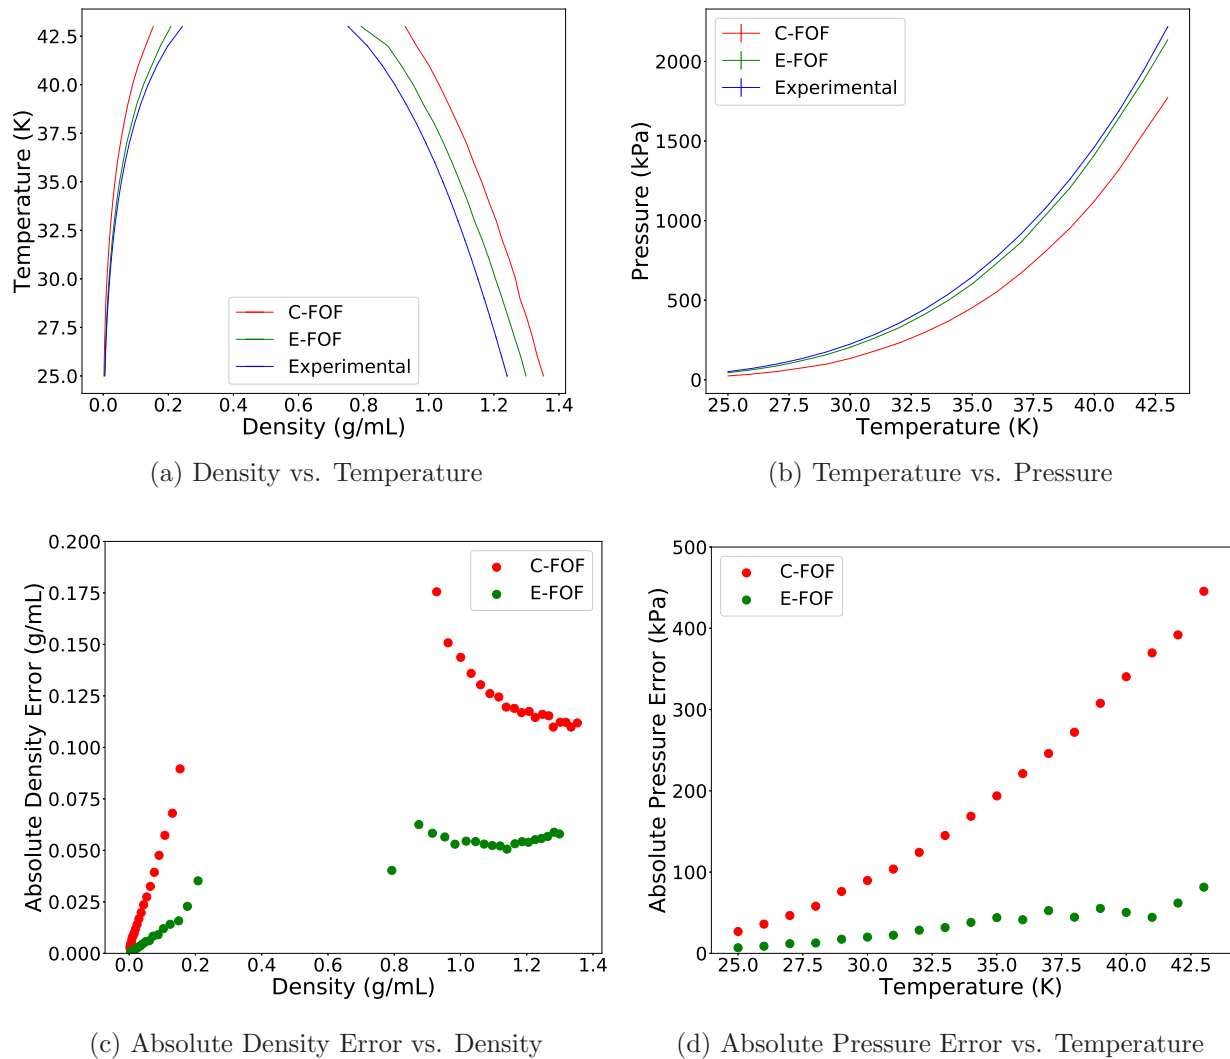 42.5
40.0
37.5
35.0
32.5
30.0
27.5
25.0
Temperature (K)
C-FOF
E-FOF
Experimental
0.0 0.2 0.4 0.6 0.8 1.0 1.2 1.4
Density (g/mL)
(a) Density vs. Temperature
C-FOF
E-FOF
Experimental
2000
1500
1000
500
0
Pressure (kPa)
25.0 27.5 30.0 32.5 35.0 37.5 40.0 42.5
Temperature (K)
(b) Temperature vs. Pressure
0.200
0.175
0.150
0.125
0.100
0.075
0.050
0.025
0.000
Absolute Density Error (g/mL)
C-FOF
E-FOF
0.0 0.2 0.4 0.6 0.8 1.0 1.2 1.4
Density (g/mL)
(c) Absolute Density Error vs. Density
500
400
300
200
100
0
Absolute Pressure Error (kPa)
C-FOF
E-FOF
25.0 27.5 30.0 32.5 35.0 37.5 40.0 42.5
Temperature (K)
(d) Absolute Pressure Error vs. Temperature